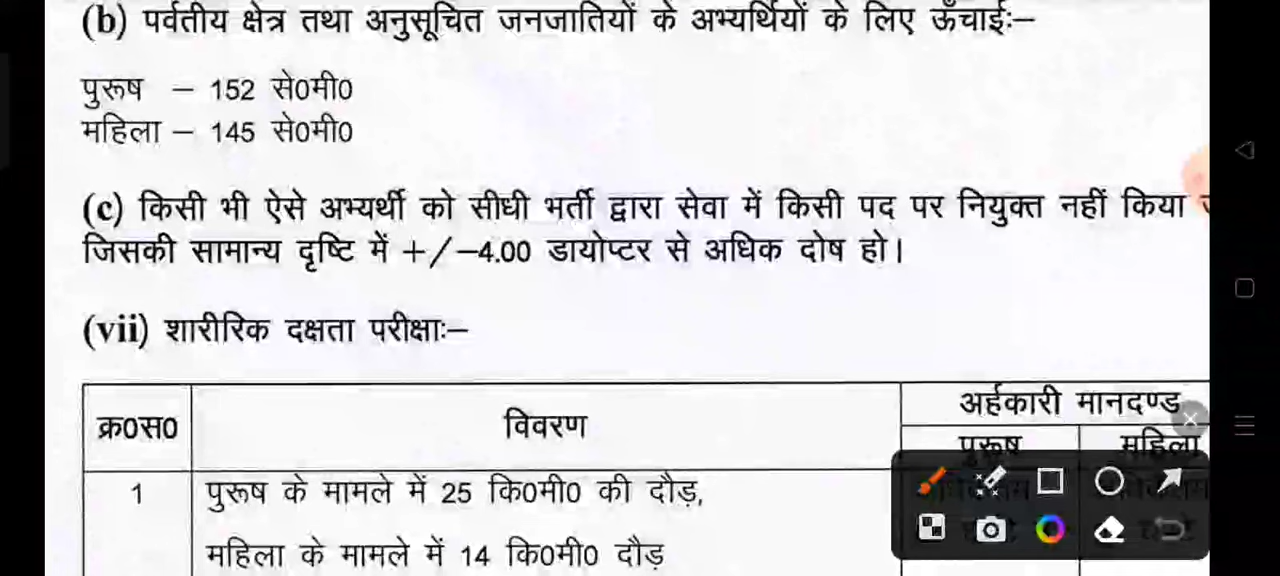 (b) पर्वतीय क्षेत्र तथा अनुसूचित जनजातियों के अभ्यर्थियों के लिए ऊँचाईः–
पुरूष – 152 से0मी0
महिला – 145 से0मी0
(c) किसी भी ऐसे अभ्यर्थी को सीधी भर्ती द्वारा सेवा में किसी पद पर नियुक्त नहीं किया
जिसकी सामान्य दृष्टि में +/–4.00 डायोप्टर से अधिक दोष हो।
(vii) शारीरिक दक्षता परीक्षाः–
क्र0स0 विवरण अर्हकारी मानदण्ड
पुरूष महिला
1 पुरूष के मामले में 25 कि0मी0 की दौड़,
महिला के मामले में 14 कि0मी0 दौड़